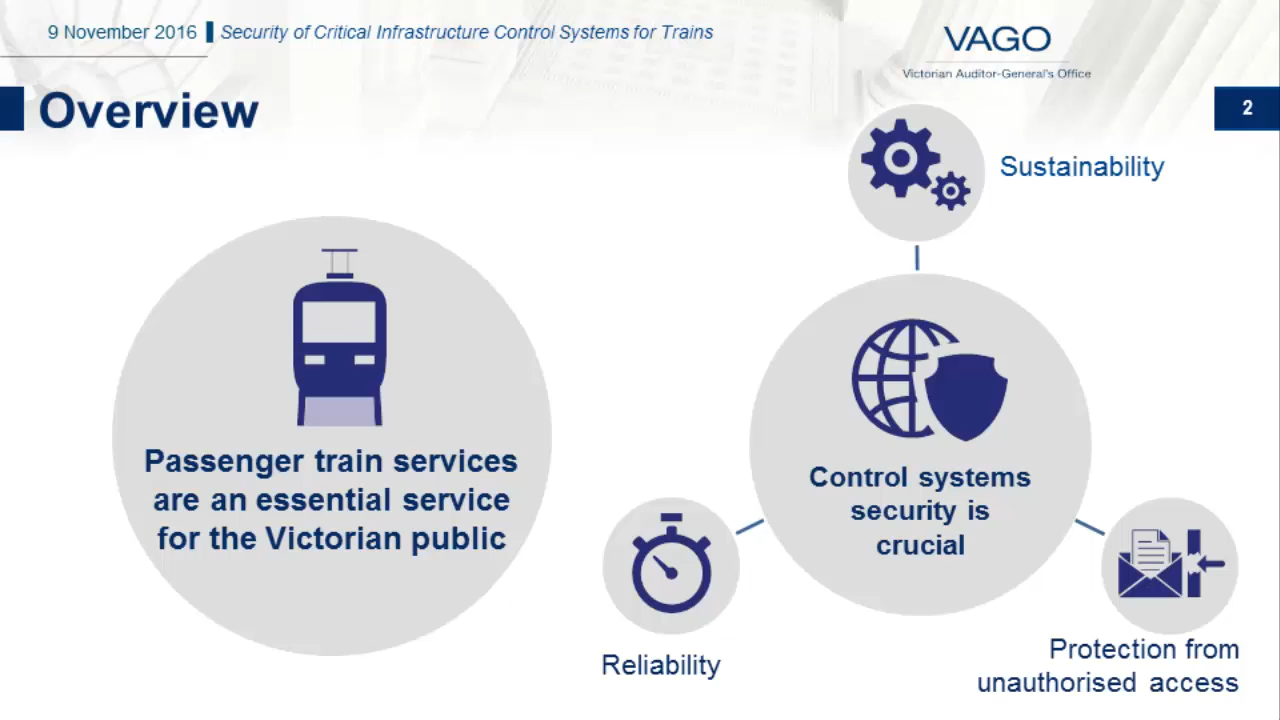 9 November 2016 Security of Critical Infrastructure Control Systems for Trains
VAGO
Victorian Auditor-General's Office
Overview
2
Sustainability
Passenger train services
are an essential service
for the Victorian public
Control systems
security is
crucial
Reliability
Protection from
unauthorised access